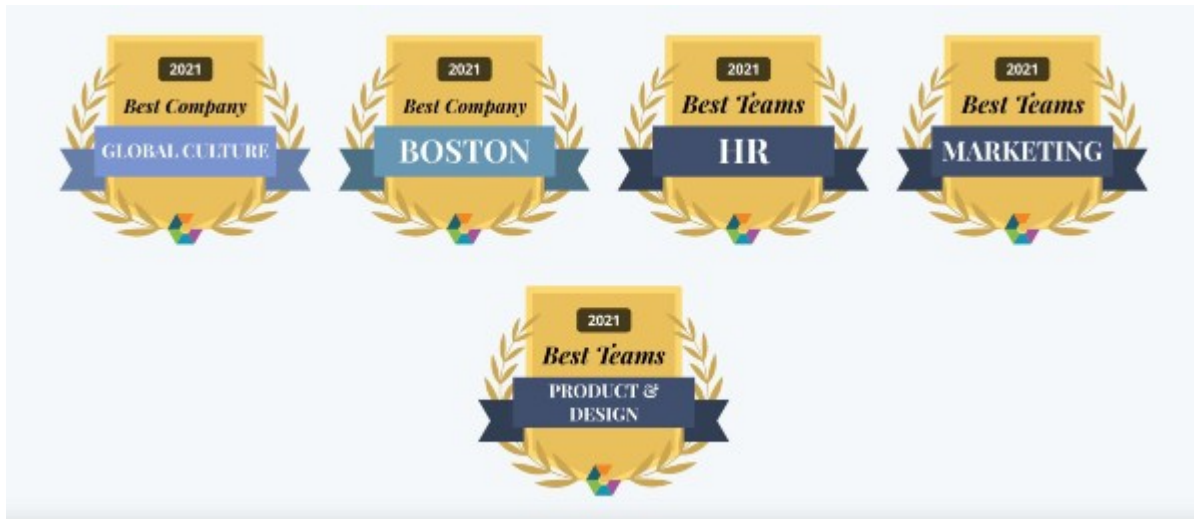 2021
Best Company
GLOBAL CULTURE
2021
Best Company
BOSTON
2021
Best Teams
HR
2021
Best Teams
MARKETING
2021
Best Teams
PRODUCT &
DESIGN